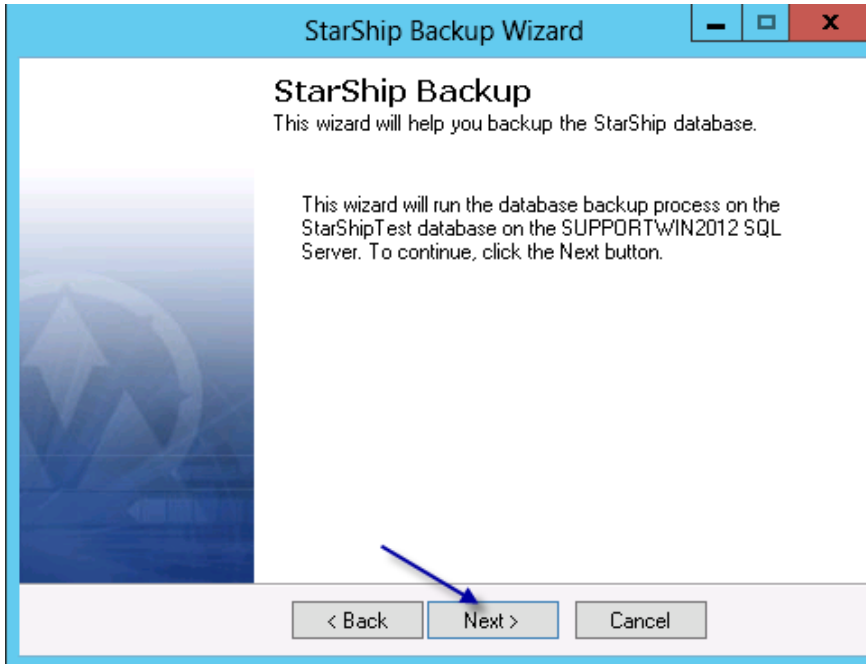 StarShip Backup Wizard
x
StarShip Backup
This wizard will help you backup the StarShip database.
This wizard will run the database backup process on the
StarShipTest database on the SUPPORTWIN2012 SQL
Server. To continue, click the Next button.
< Back Next > Cancel